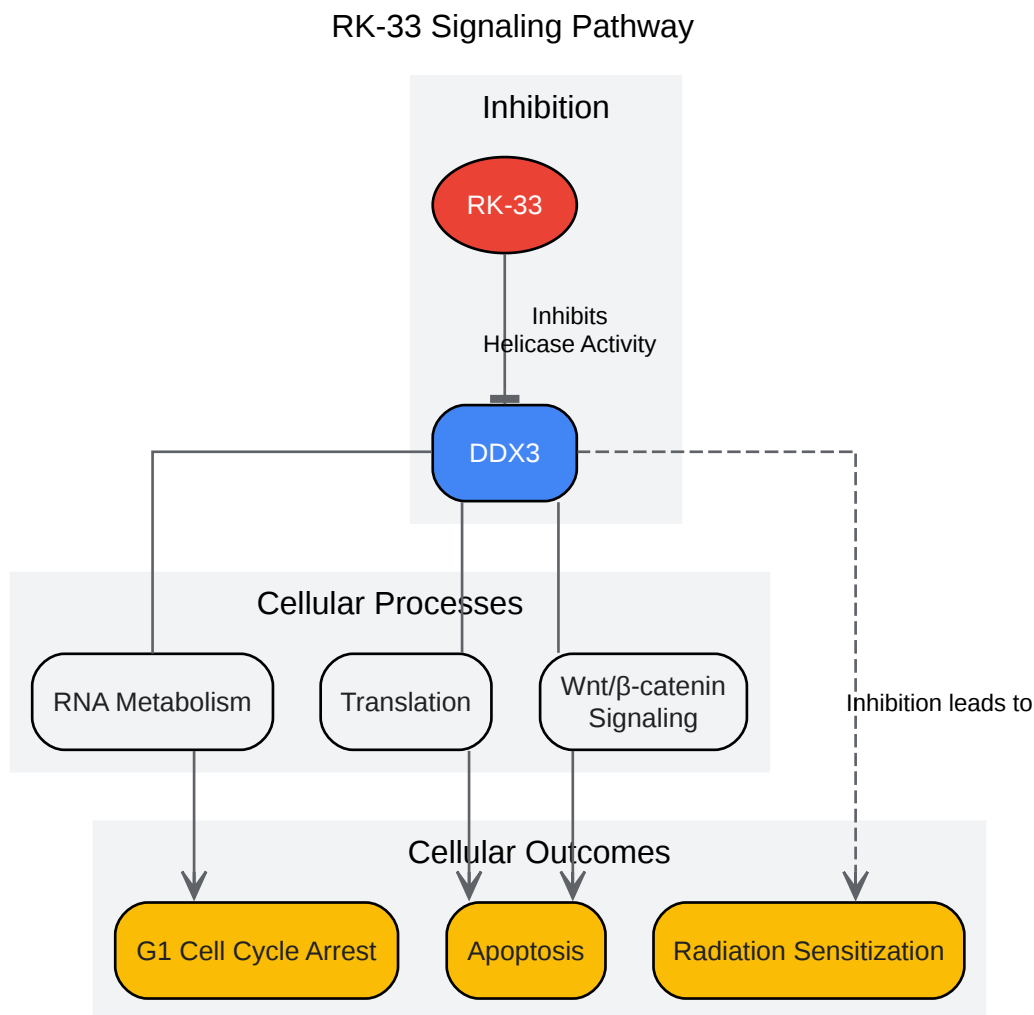 RK-33 Signaling Pathway
Inhibition
RK-33
Inhibits
Helicase Activity
DDX3
Cellular Processes
RNA Metabolism
Translation
Wnt/β-catenin
Signaling
Inhibition leads to
Cellular Outcomes
G1 Cell Cycle Arrest
Apoptosis
Radiation Sensitization